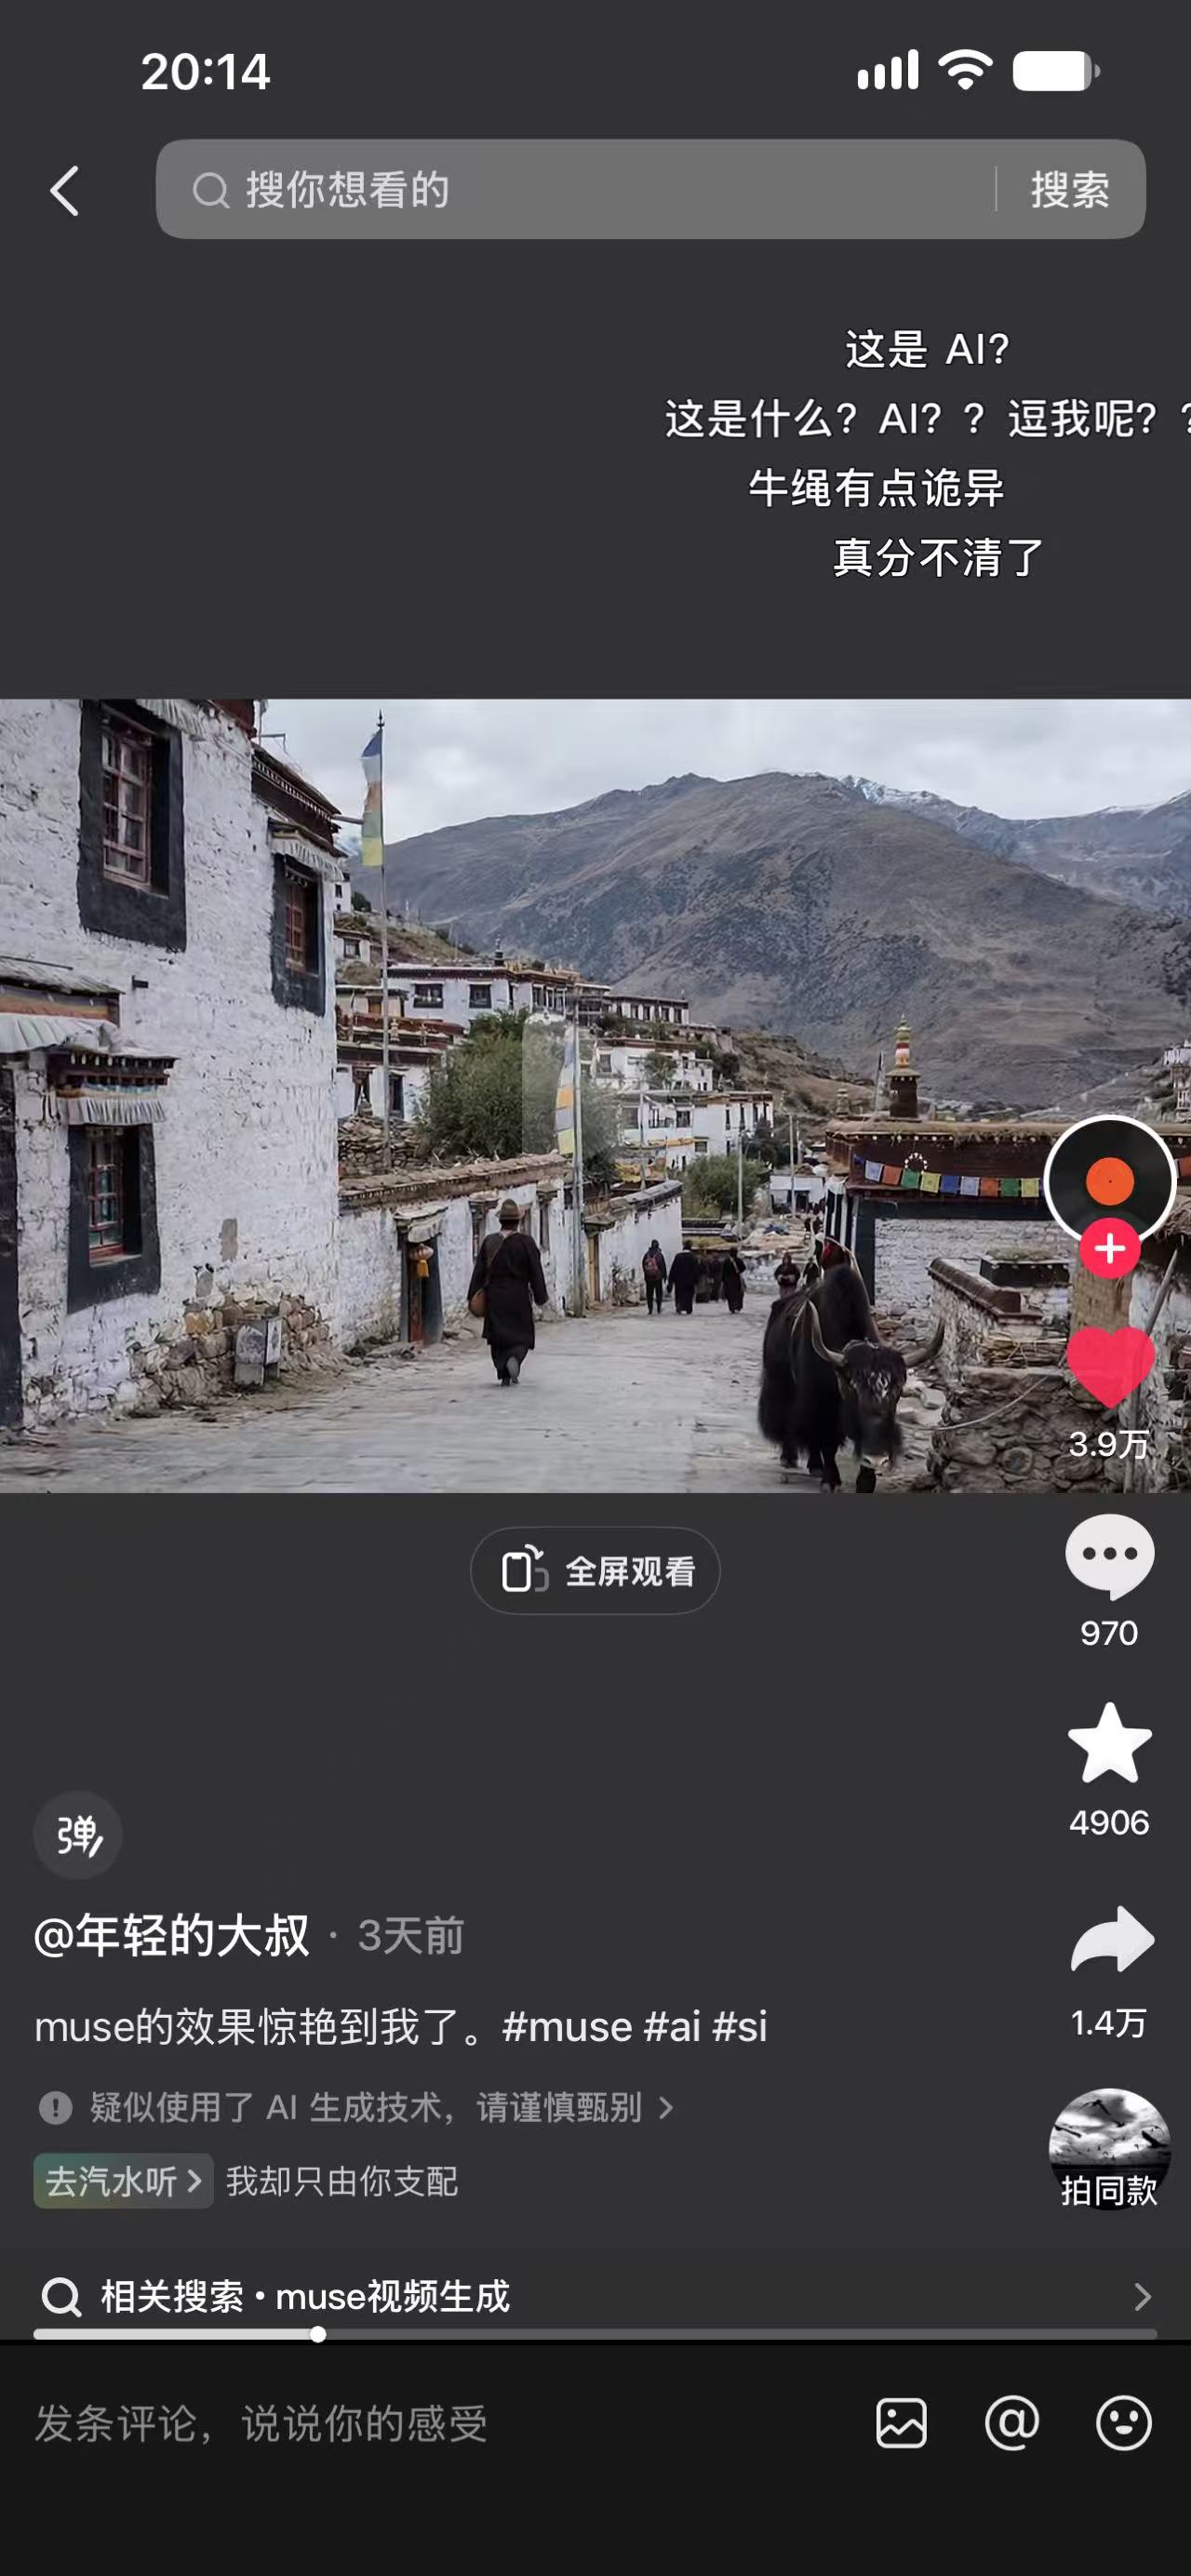 20:14
搜你想看的
搜索
这是 AI?
这是什么? AI? ? 逗我呢? ?
牛绳有点诡异
真分不清了
3.9万
全屏观看
970
4906
弹
@年轻的大叔 · 3天前
muse的效果惊艳到我了。#muse #ai #si
1.4万
疑似使用了 AI 生成技术，请谨慎甄别 >
去汽水听 > 我却只由你支配
拍同款
相关搜索 • muse视频生成
发条评论，说说你的感受